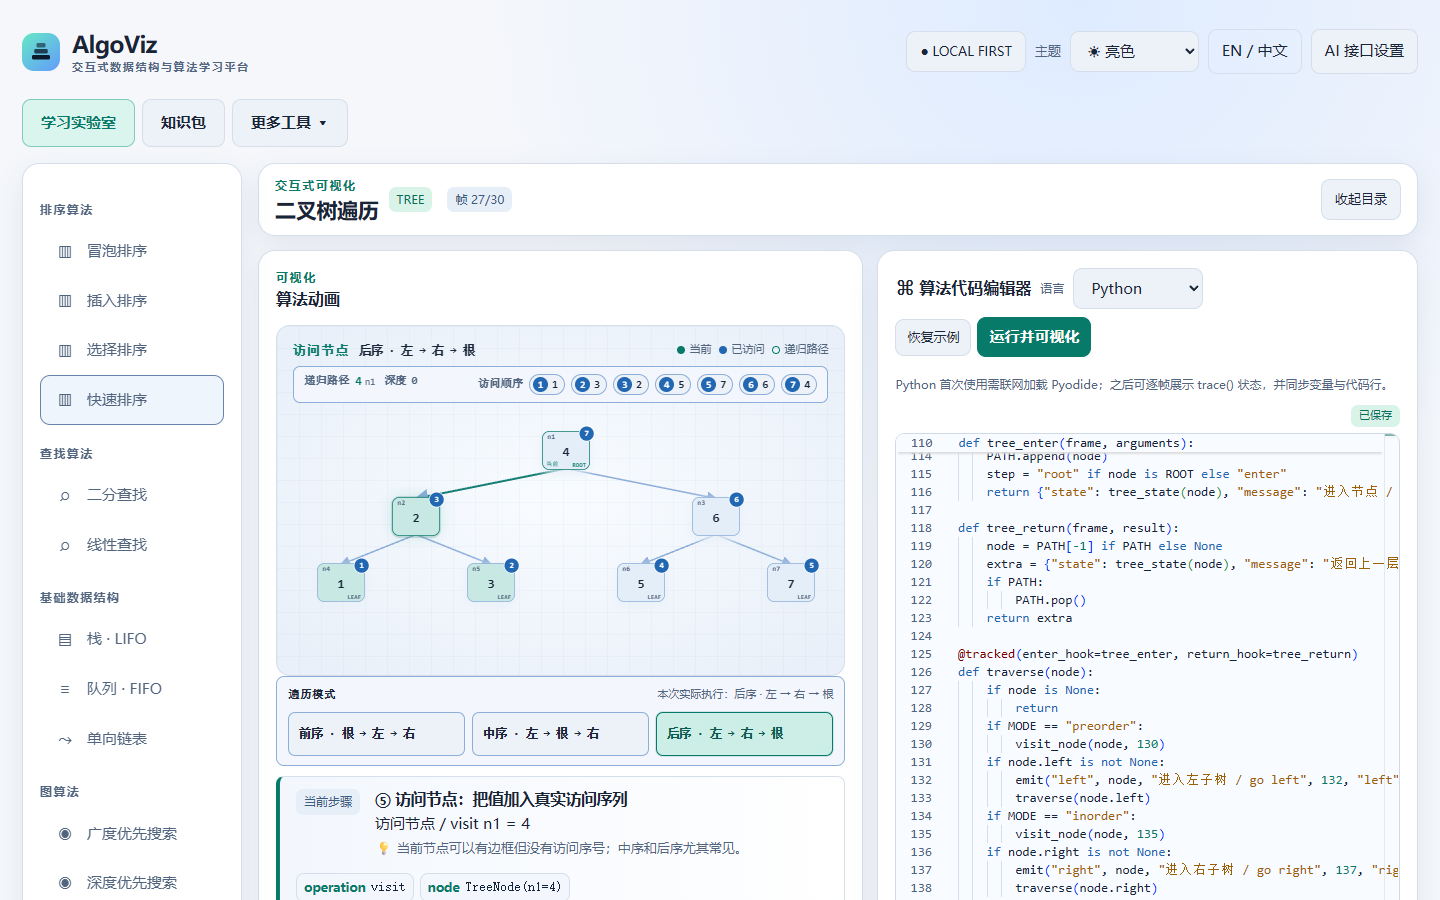 AlgoViz
交互式数据结构与算法学习平台
● LOCAL FIRST
主题
☀ 亮色
EN / 中文
AI 接口设置
学习实验室
知识包
更多工具 ▾
排序算法
冒泡排序
插入排序
选择排序
快速排序
查找算法
二分查找
线性查找
基础数据结构
栈 · LIFO
队列 · FIFO
单向链表
图算法
广度优先搜索
深度优先搜索
交互式可视化
二叉树遍历
TREE
帧 27/30
收起目录
可视化
算法动画
访问节点 后序 · 左 → 右 → 根
当前 已访问 递归路径
递归路径 4 n1 深度 0
访问顺序 1 1 2 3 3 2 4 5 5 7 6 6 7 4
n1 7
4
当前 ROOT
n2 3
2
n3 6
6
n4 1
1
LEAF
n5 2
3
LEAF
n6 4
5
LEAF
n7 5
7
LEAF
遍历模式
本次实际执行：后序 · 左 → 右 → 根
前序 · 根 → 左 → 右
中序 · 左 → 根 → 右
后序 · 左 → 右 → 根
当前步骤
⑤ 访问节点：把值加入真实访问序列
访问节点 / visit n1 = 4
💡 当前节点可以有边框但没有访问序号；中序和后序尤其常见。
operation visit
node TreeNode(n1=4)
⌘ 算法代码编辑器
语言
Python
恢复示例
运行并可视化
Python 首次使用需联网加载 Pyodide；之后可逐帧展示 trace() 状态，并同步变量与代码行。
已保存
110 def tree_enter(frame, arguments):
114 PATH.append(node)
115 step = "root" if node is ROOT else "enter"
116 return {"state": tree_state(node), "message": "进入节点 /
117
118 def tree_return(frame, result):
119 node = PATH[-1] if PATH else None
120 extra = {"state": tree_state(node), "message": "返回上一层
121 if PATH:
122 PATH.pop()
123 return extra
124
125 @tracked(enter_hook=tree_enter, return_hook=tree_return)
126 def traverse(node):
127 if node is None:
128 return
129 if MODE == "preorder":
130 visit_node(node, 130)
131 if node.left is not None:
132 emit("left", node, "进入左子树 / go left", 132, "left"
133 traverse(node.left)
134 if MODE == "inorder":
135 visit_node(node, 135)
136 if node.right is not None:
137 emit("right", node, "进入右子树 / go right", 137, "rig
138 traverse(node.right)